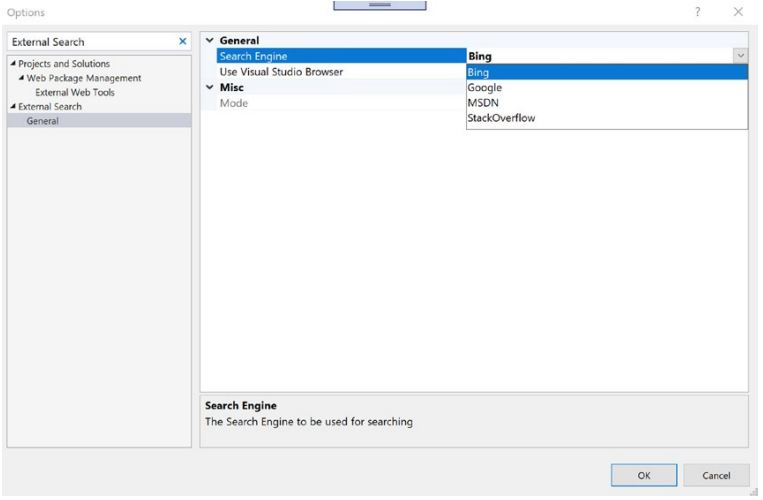 Options
?
External Search
Projects and Solutions
Web Package Management
External Web Tools
External Search
General
General
Search Engine Bing
Use Visual Studio Browser
Misc
Mode
Bing
Google
MSDN
StackOverflow
Search Engine
The Search Engine to be used for searching
OK Cancel